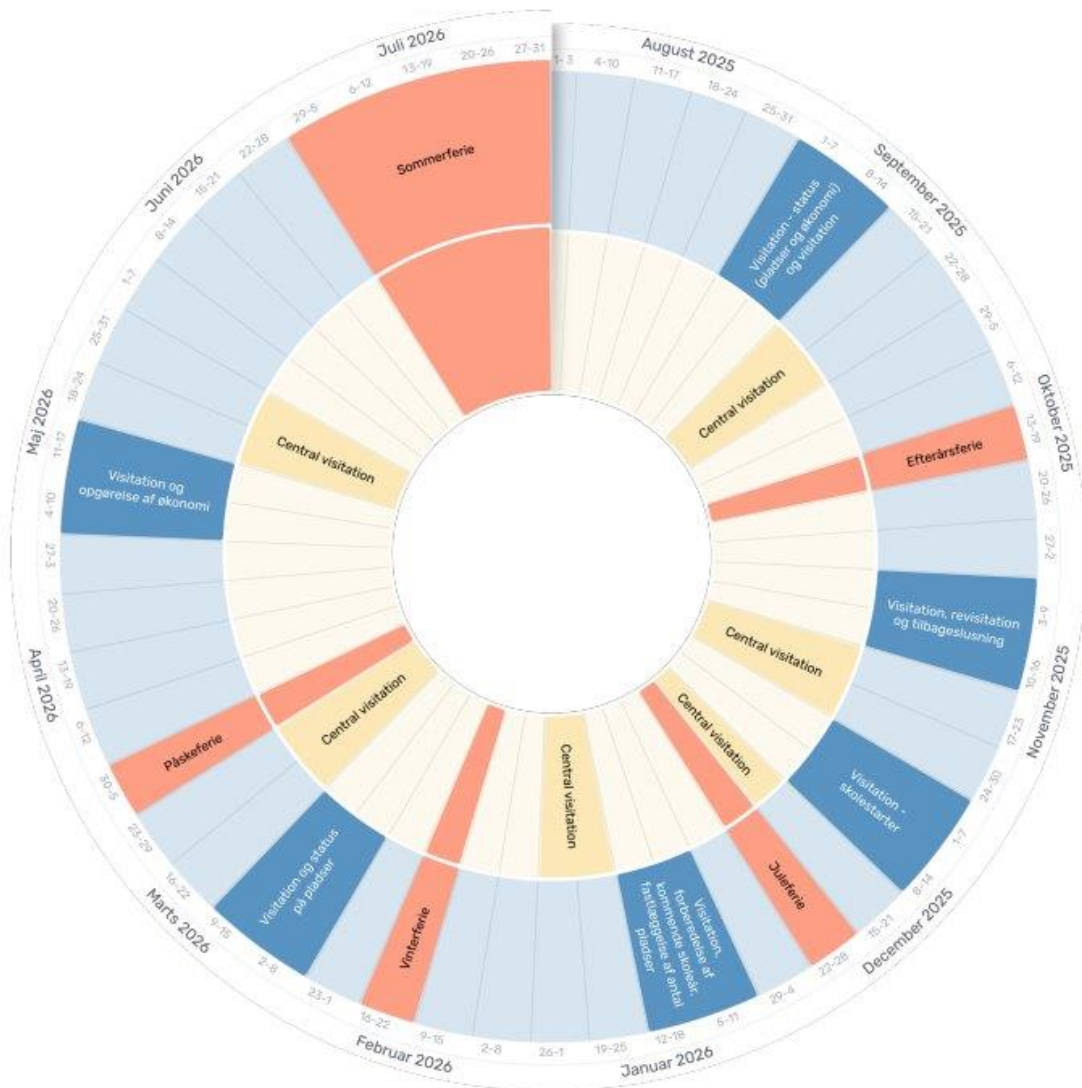 August 2025
1-3
4-10
11-17
18-24
25-31
September 2025
1-7
8-14
15-21
22-28
29-5
Oktober 2025
6-12
13-19
20-26
27-2
November 2025
3-9
10-16
17-23
24-30
December 2025
1-7
8-14
15-21
22-28
29-4
Januar 2026
5-11
12-18
19-25
26-1
Februar 2026
2-8
9-15
16-22
23-1
Marts 2026
2-8
9-15
16-22
23-29
30-5
April 2026
6-12
13-19
20-26
27-3
Maj 2026
4-10
11-17
18-24
25-31
Juni 2026
1-7
8-14
15-21
22-28
29-5
Juli 2026
6-12
13-19
20-26
27-31
Visitation - status
(pladser og økonomi)
og visitation
Efterårsferie
Visitation, revisitation
og tilbageslusning
Visitation -
skolestarter
Juleferie
Visitation,
forberedelse af
kommende skoleår,
fastlæggelse af antal
pladser
Vinterferie
Visitation og status
på pladser
Påskeferie
Visitation og
opgørelse af økonomi
Sommerferie
Central visitation
Central visitation
Central visitation
Central visitation
Central visitation
Central visitation